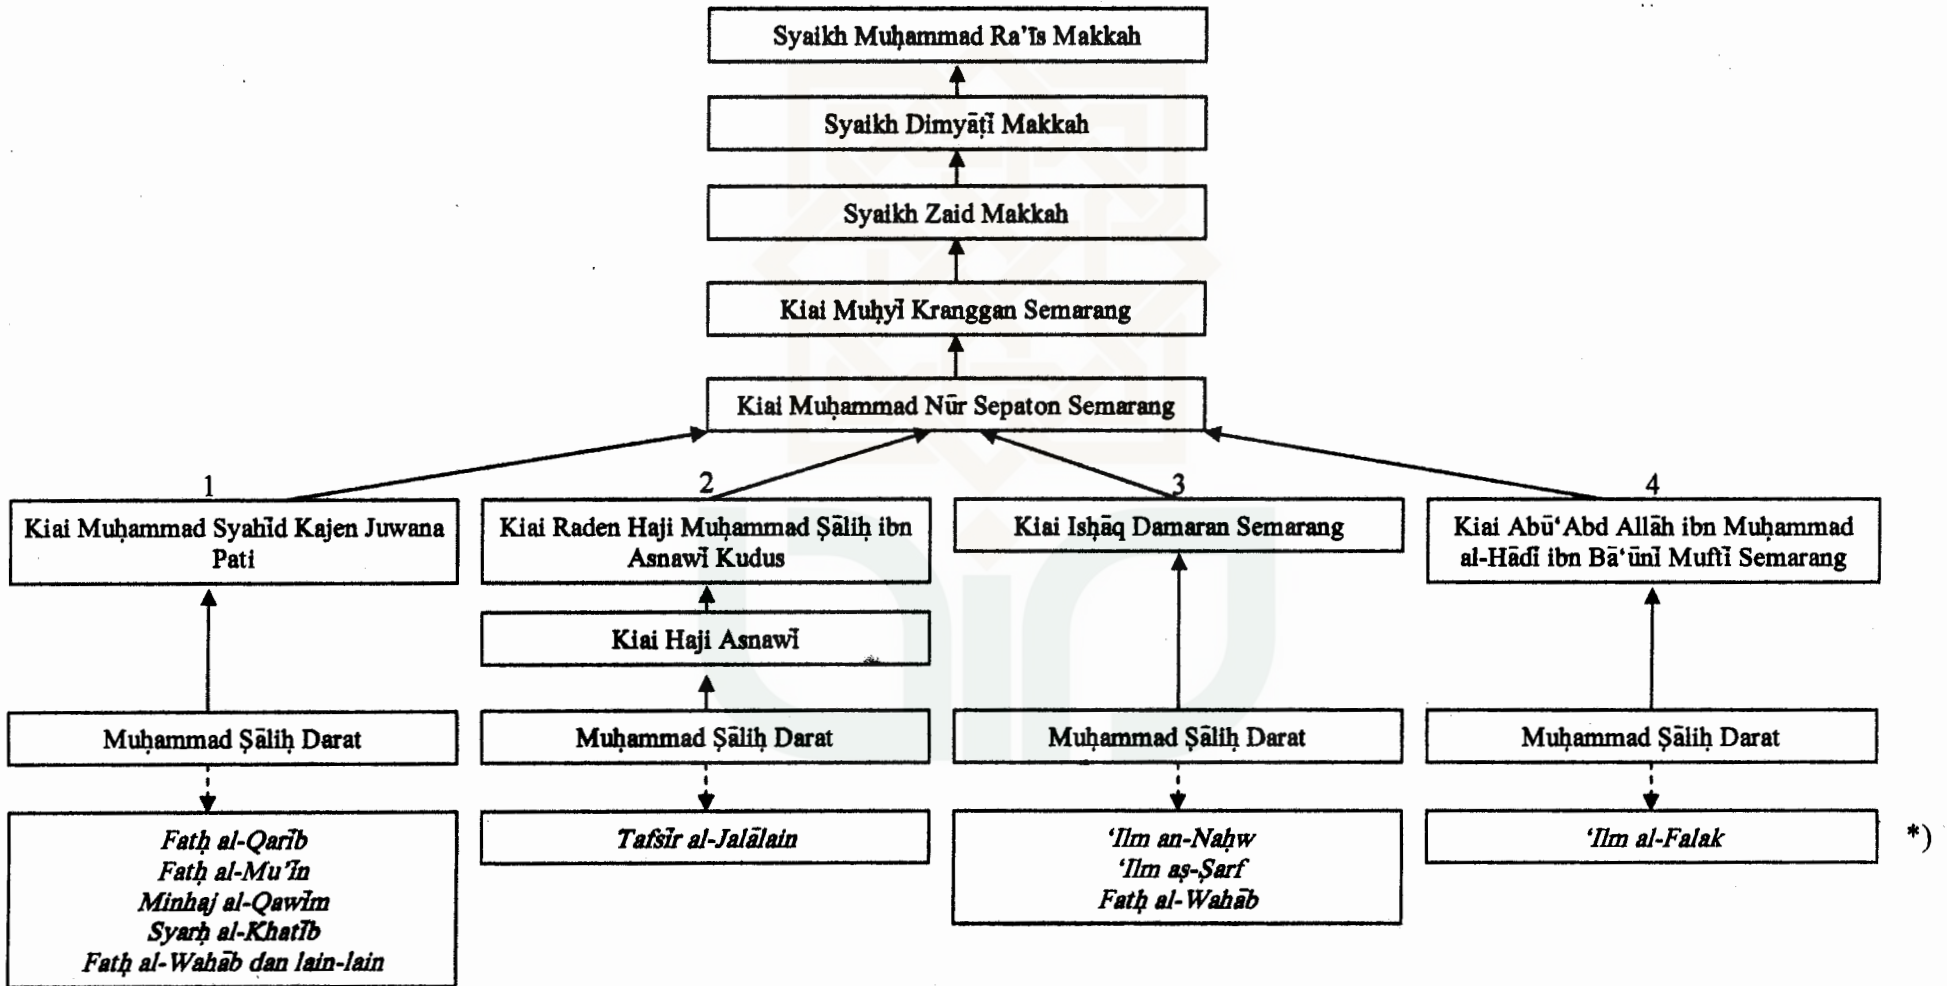 Syaikh Muḥammad Ra'īs Makkah
Syaikh Dimyāṭī Makkah
Syaikh Zaid Makkah
Kiai Muḥyī Kranggan Semarang
Kiai Muḥammad Nūr Sepaton Semarang
1
2
3
4
Kiai Muḥammad Syahīd Kajen Juwana
Pati
Kiai Raden Haji Muḥammad Ṣāliḥ ibn
Asnawī Kudus
Kiai Isḥāq Damaran Semarang
Kiai Abū‘Abd Allāh ibn Muḥammad
al-Hādī ibn Bā‘ūnī Muftī Semarang
Kiai Haji Asnawī
Muḥammad Ṣāliḥ Darat
Muḥammad Ṣāliḥ Darat
Muḥammad Ṣāliḥ Darat
Muḥammad Ṣāliḥ Darat
Fatḥ al-Qarīb
Fatḥ al-Mu'īn
Minhaj al-Qawīm
Syarḥ al-Khatīb
Fatḥ al-Wahāb dan lain-lain
Tafsīr al-Jalālain
‘Ilm an-Naḥw
‘Ilm aṣ-Ṣarf
Fatḥ al-Wahāb
‘Ilm al-Falak
*)